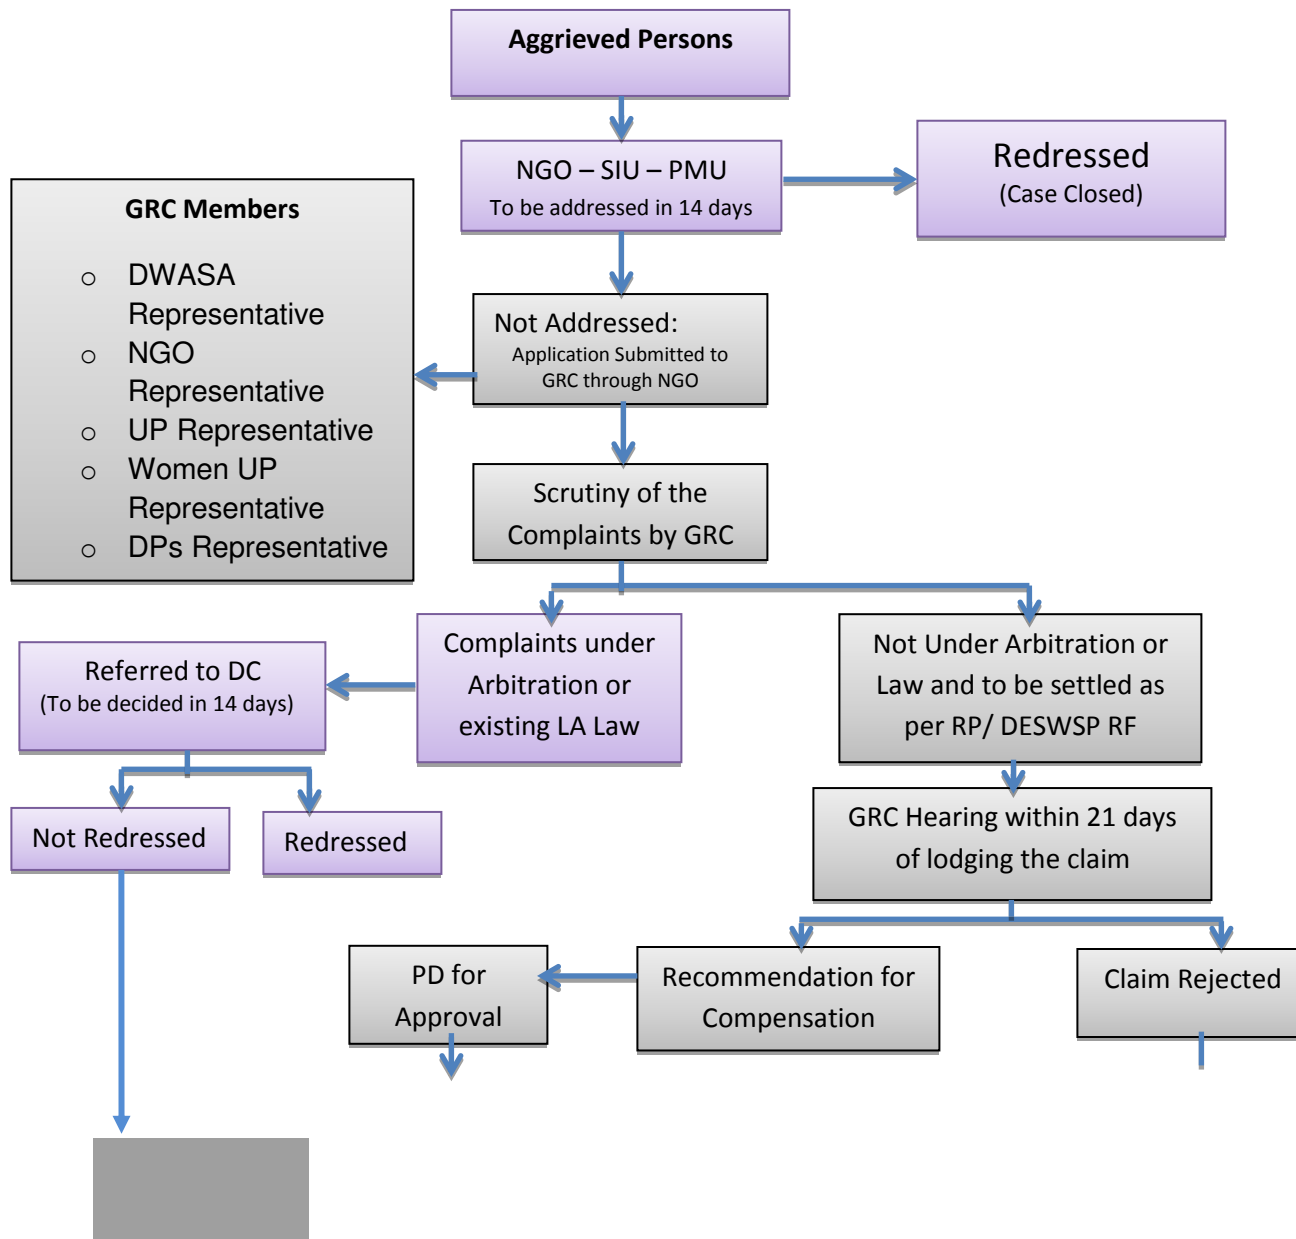 Aggrieved Persons
NGO – SIU – PMU
To be addressed in 14 days
Redressed
(Case Closed)
GRC Members
o DWASA
Representative
o NGO
Representative
o UP Representative
o Women UP
Representative
o DPs Representative
Not Addressed:
Application Submitted to
GRC through NGO
Scrutiny of the
Complaints by GRC
Complaints under
Arbitration or
existing LA Law
Not Under Arbitration or
Law and to be settled as
per RP/ DESWSP RF
Referred to DC
(To be decided in 14 days)
Not Redressed
Redressed
GRC Hearing within 21 days
of lodging the claim
PD for
Approval
Recommendation for
Compensation
Claim Rejected